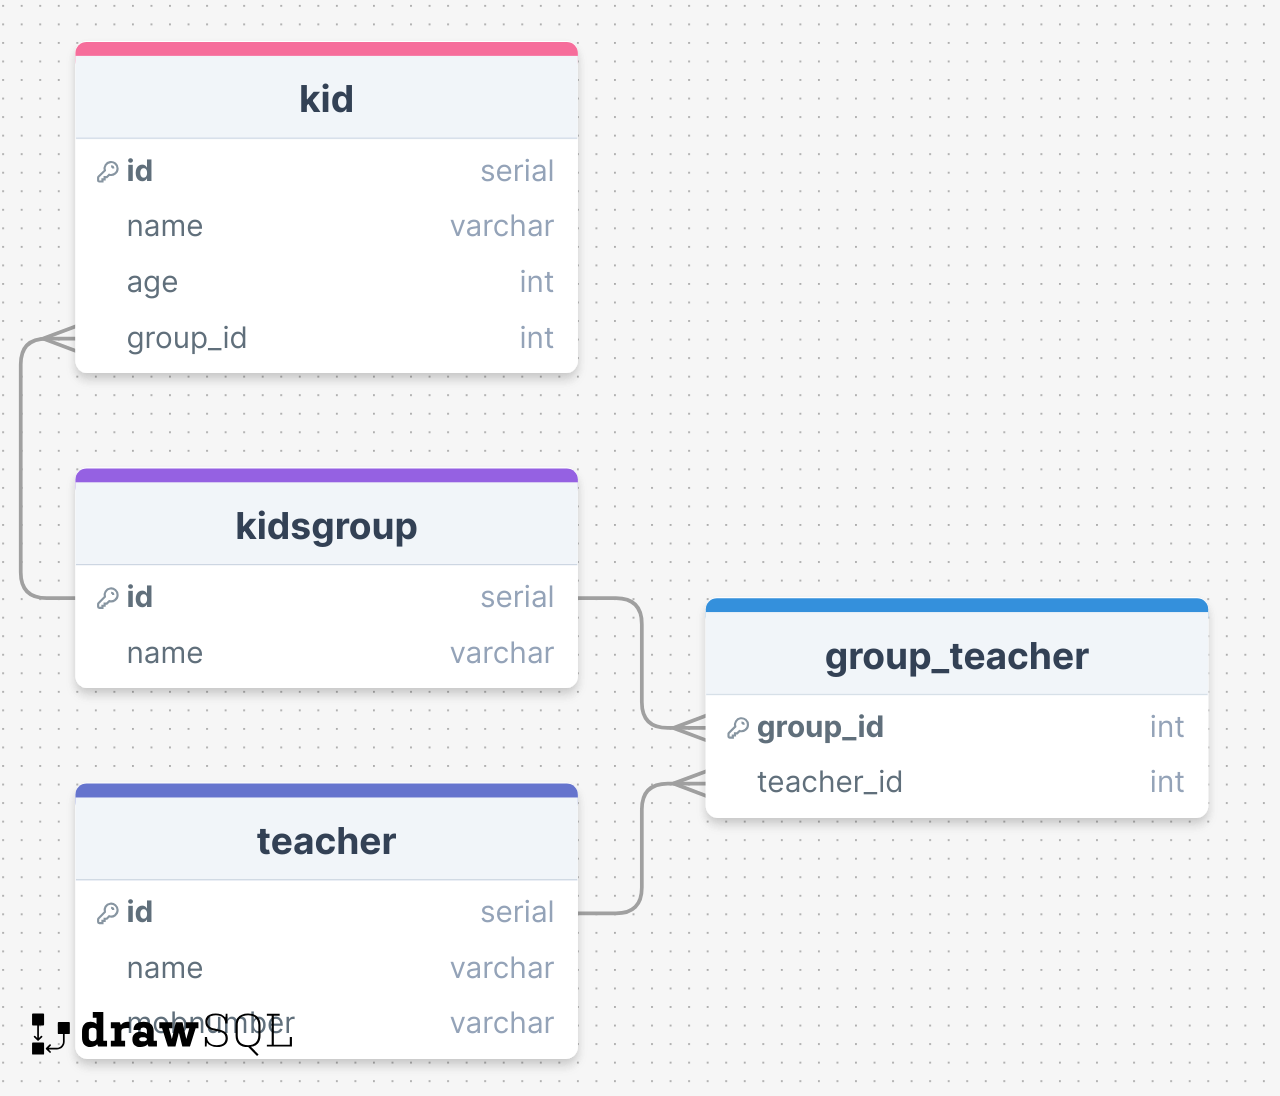 kid
id serial
name varchar
age int
group_id int
kidsgroup
id serial
name varchar
group_teacher
group_id int
teacher_id int
teacher
id serial
name varchar
mobnumber varchar
drawSQL